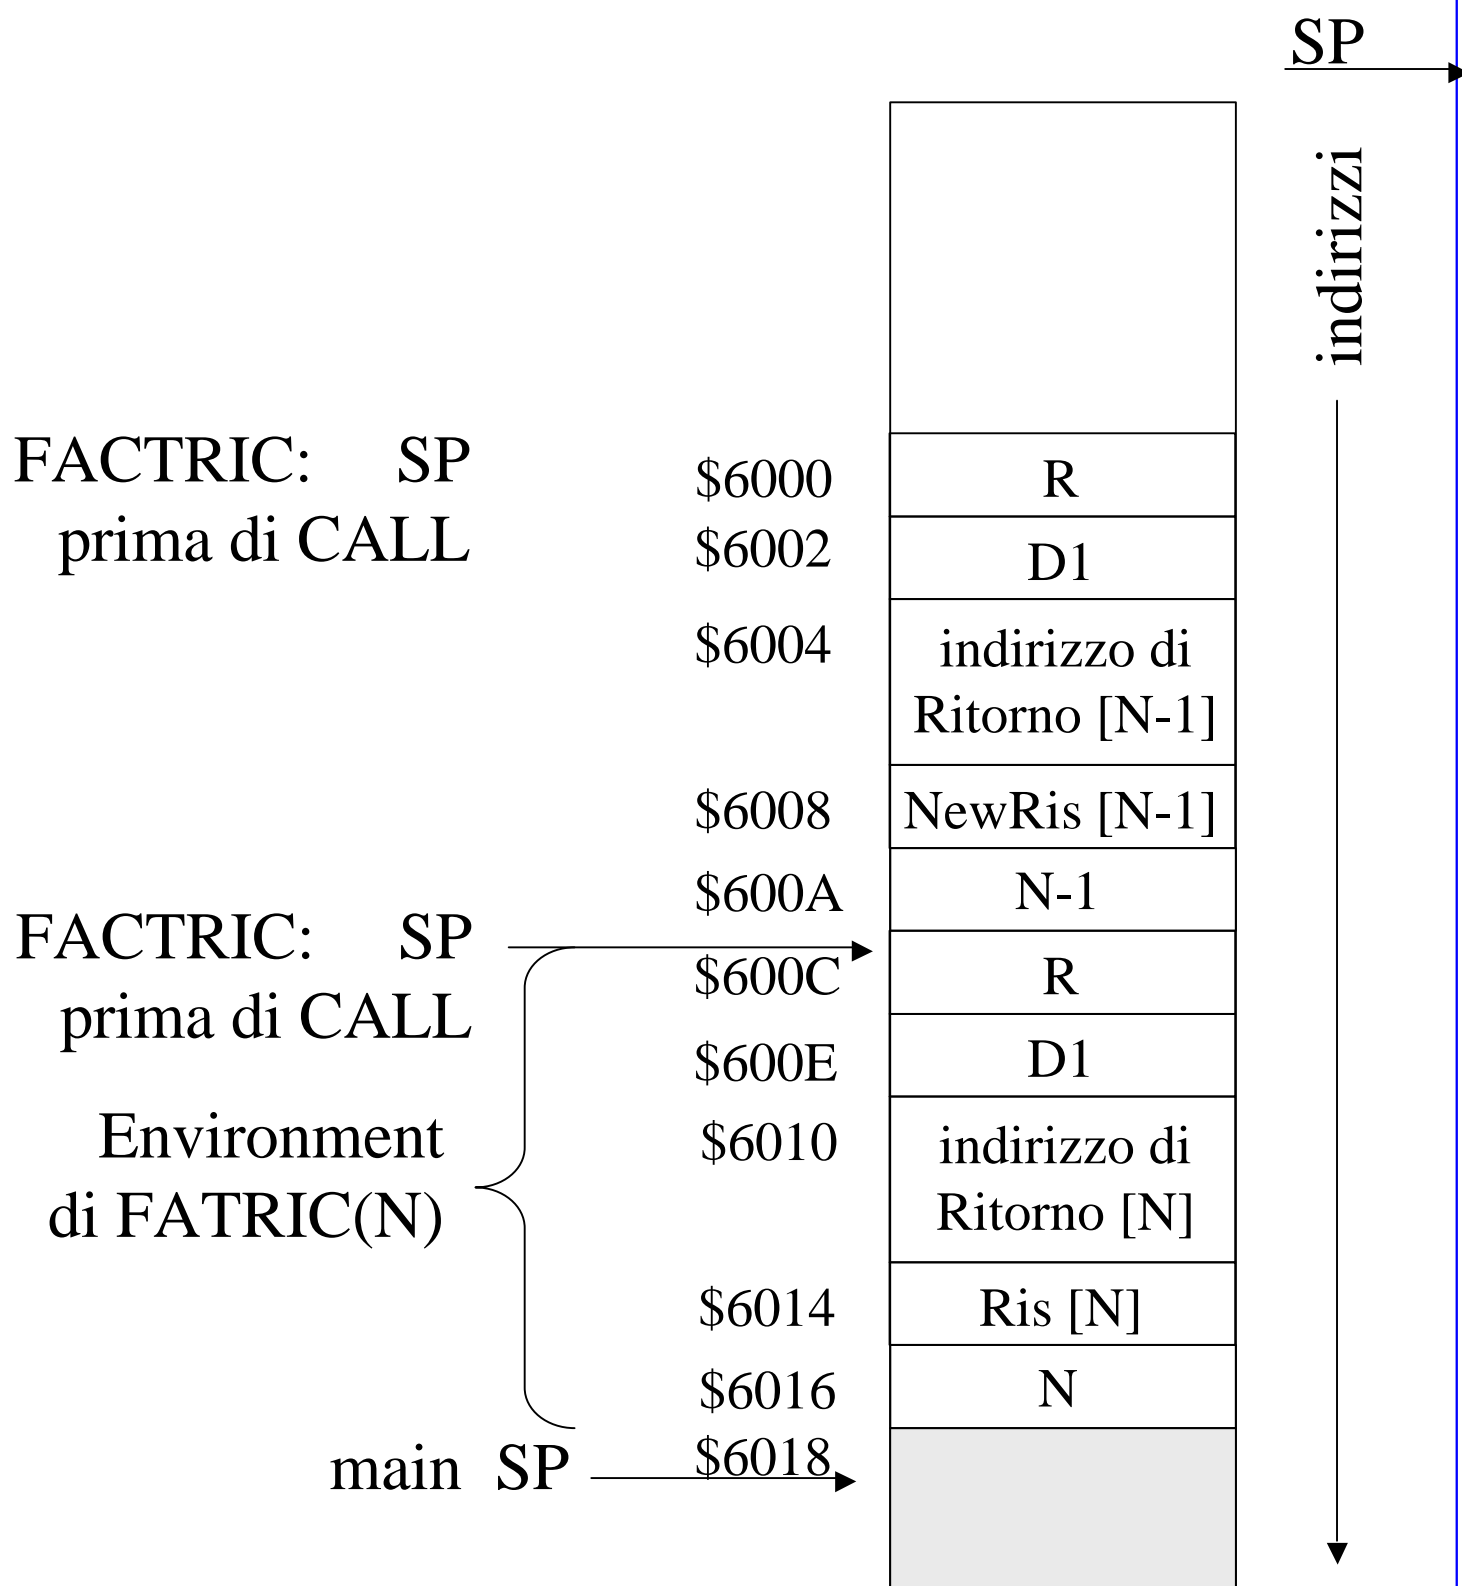 SP
indirizzi
FACTRIC: SP
prima di CALL
$6000 R
$6002 D1
$6004 indirizzo di
Ritorno [N-1]
$6008 NewRis [N-1]
$600A N-1
FACTRIC: SP
prima di CALL
$600C R
$600E D1
Environment
di FATRIC(N)
$6010 indirizzo di
Ritorno [N]
$6014 Ris [N]
$6016 N
main SP $6018